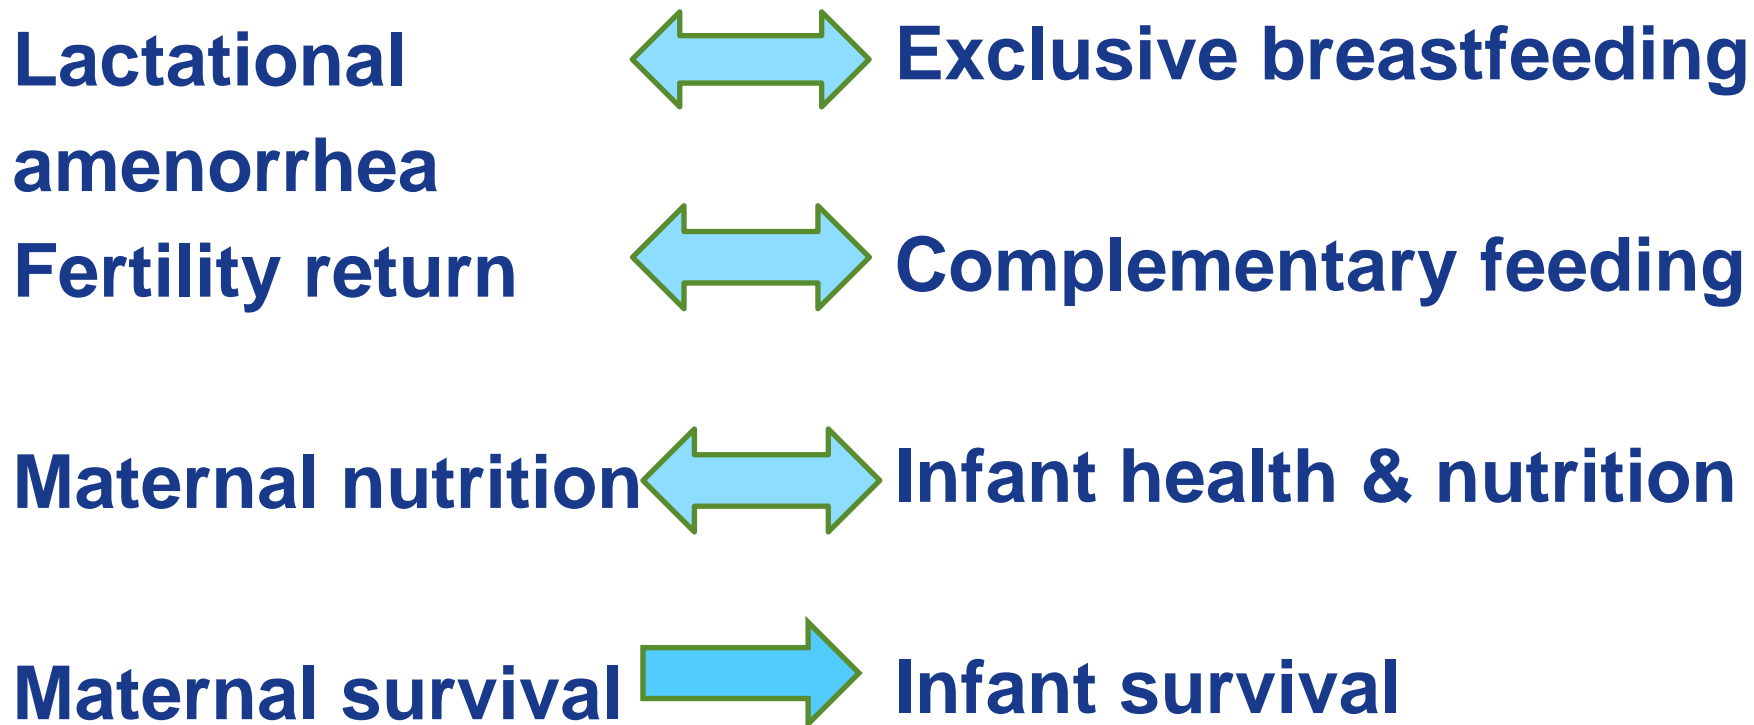 Lactational
amenorrhea
Exclusive breastfeeding
Fertility return
Complementary feeding
Maternal nutrition
Infant health & nutrition
Maternal survival
Infant survival